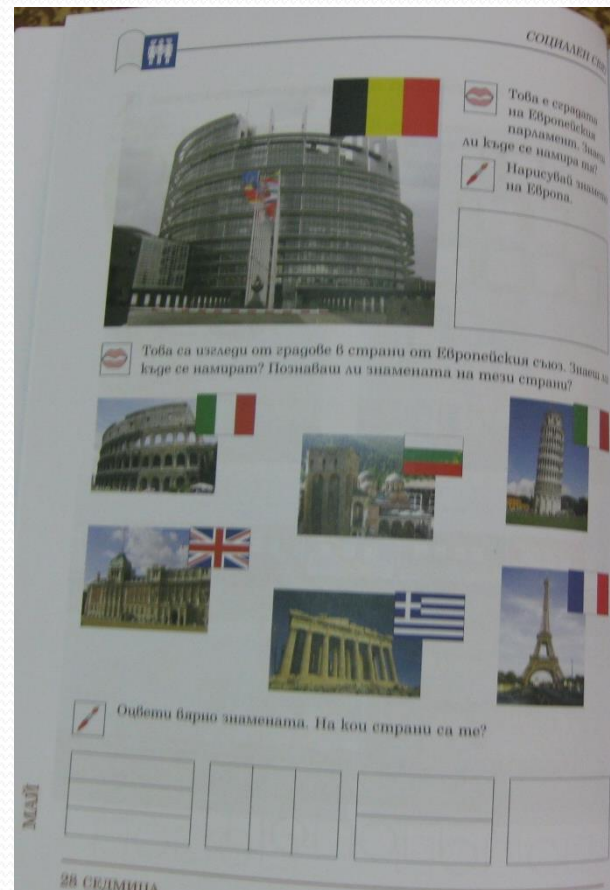 СОЦИАЛЕН
Това е сградата
на Европейския
парламент. Знаеш
ли къде се намира тя?
Нарисувай знамето
на Европа.
Това са изгледи от градове в страни от Европейския съюз. Знаеш ли
къде се намират? Познаваш ли знамената на тези страни?
Оцвети вярно знамената. На кои страни са те?
МАЙ
28 СЕДМИЦА